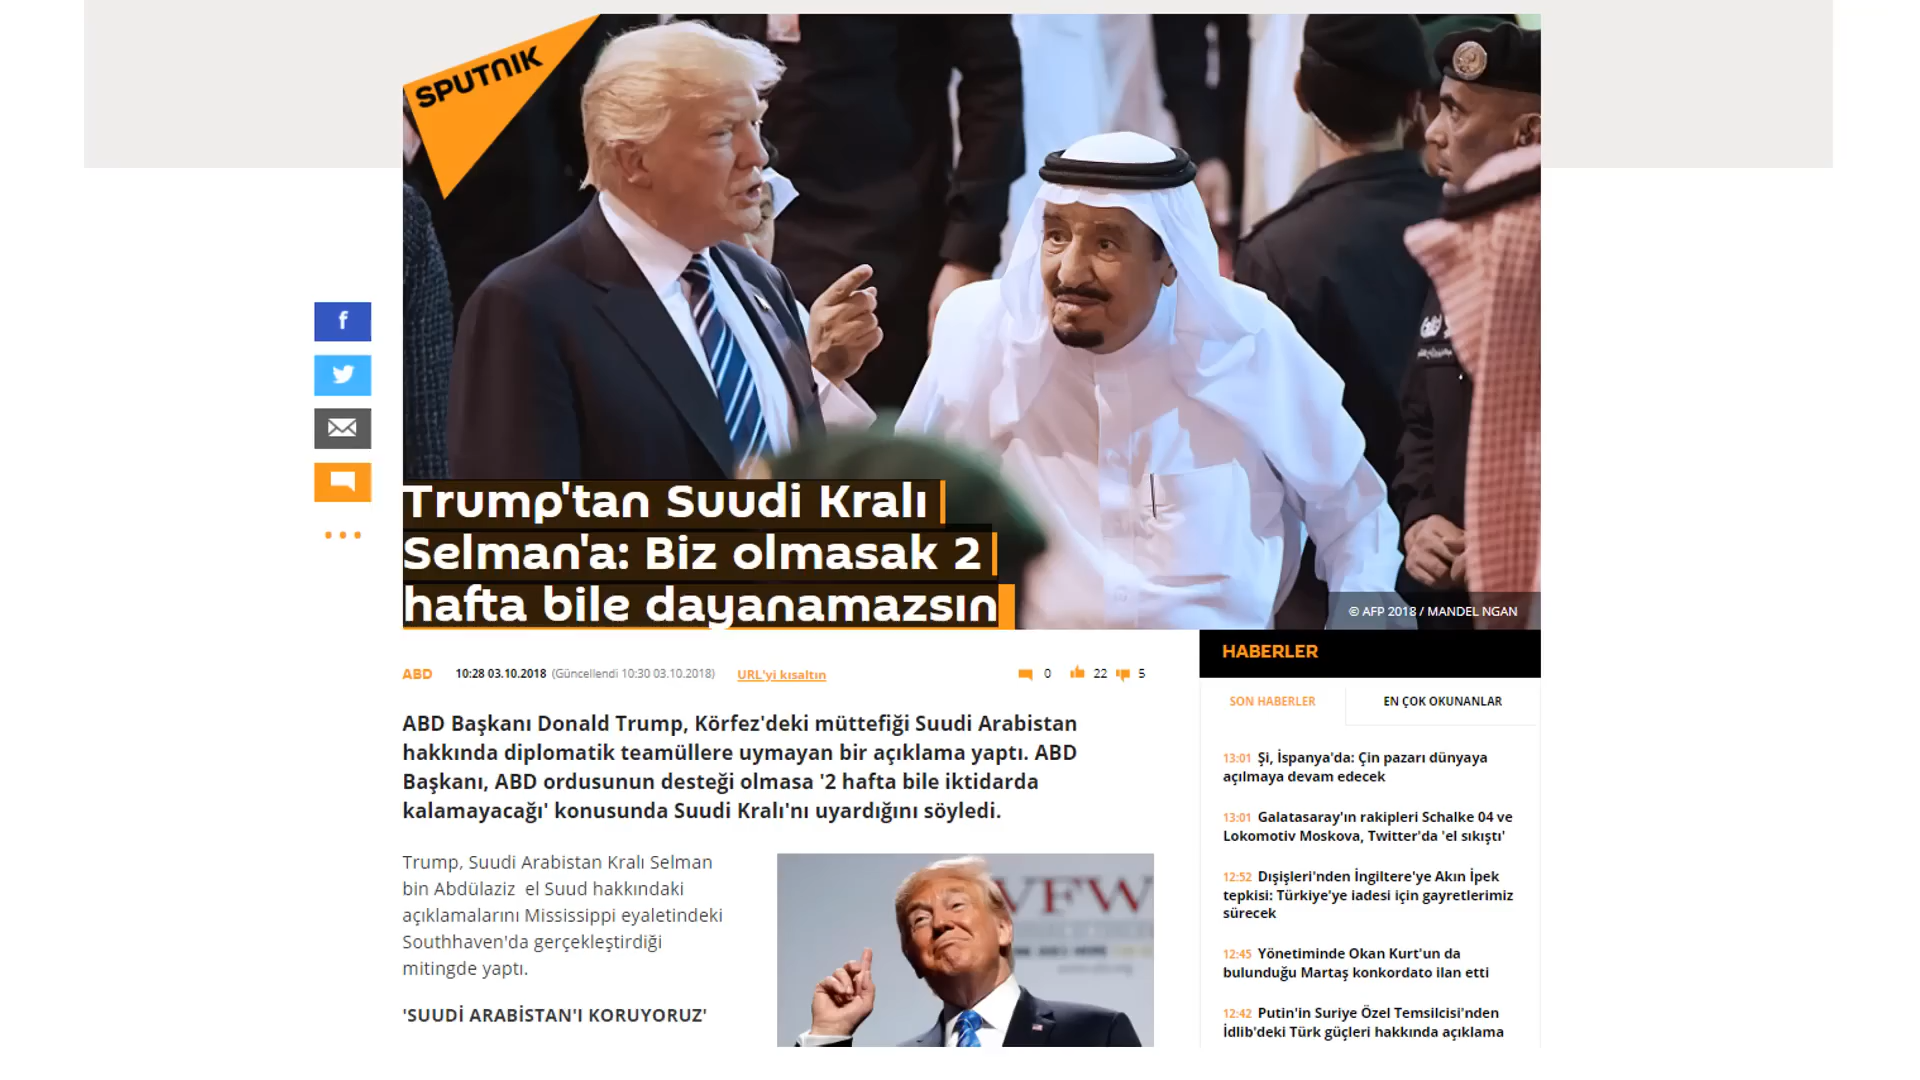 SPUTNIK
f
Trump'tan Suudi Kralı
Selman'a: Biz olmasak 2
hafta bile dayanamazsın
© AFP 2018 / MANDEL NGAN
ABD 10:28 03.10.2018 (Güncellendi 10:30 03.10.2018) URL'yi kısaltın 0 22 5
ABD Başkanı Donald Trump, Körfez'deki müttefiği Suudi Arabistan
hakkında diplomatik teamüllere uymayan bir açıklama yaptı. ABD
Başkanı, ABD ordusunun desteği olmasa '2 hafta bile iktidarda
kalamayacağı' konusunda Suudi Kralı'nı uyardığını söyledi.
Trump, Suudi Arabistan Kralı Selman
bin Abdülaziz el Suud hakkındaki
açıklamalarını Mississippi eyaletindeki
Southhaven'da gerçekleştirdiği
mitingde yaptı.
'SUUDİ ARABİSTAN'I KORUYORUZ'
VFW
HABERLER
SON HABERLER EN ÇOK OKUNANLAR
13:01 Şi, İspanya'da: Çin pazarı dünyaya
açılmaya devam edecek
13:01 Galatasaray'ın rakipleri Schalke 04 ve
Lokomotiv Moskova, Twitter'da 'el sıkıştı'
12:52 Dışişleri'nden İngiltere'ye Akın İpek
tepkisi: Türkiye'ye iadesi için gayretlerimiz
sürecek
12:45 Yönetiminde Okan Kurt'un da
bulunduğu Martaş konkordato ilan etti
12:42 Putin'in Suriye Özel Temsilcisi'nden
İdlib'deki Türk güçleri hakkında açıklama